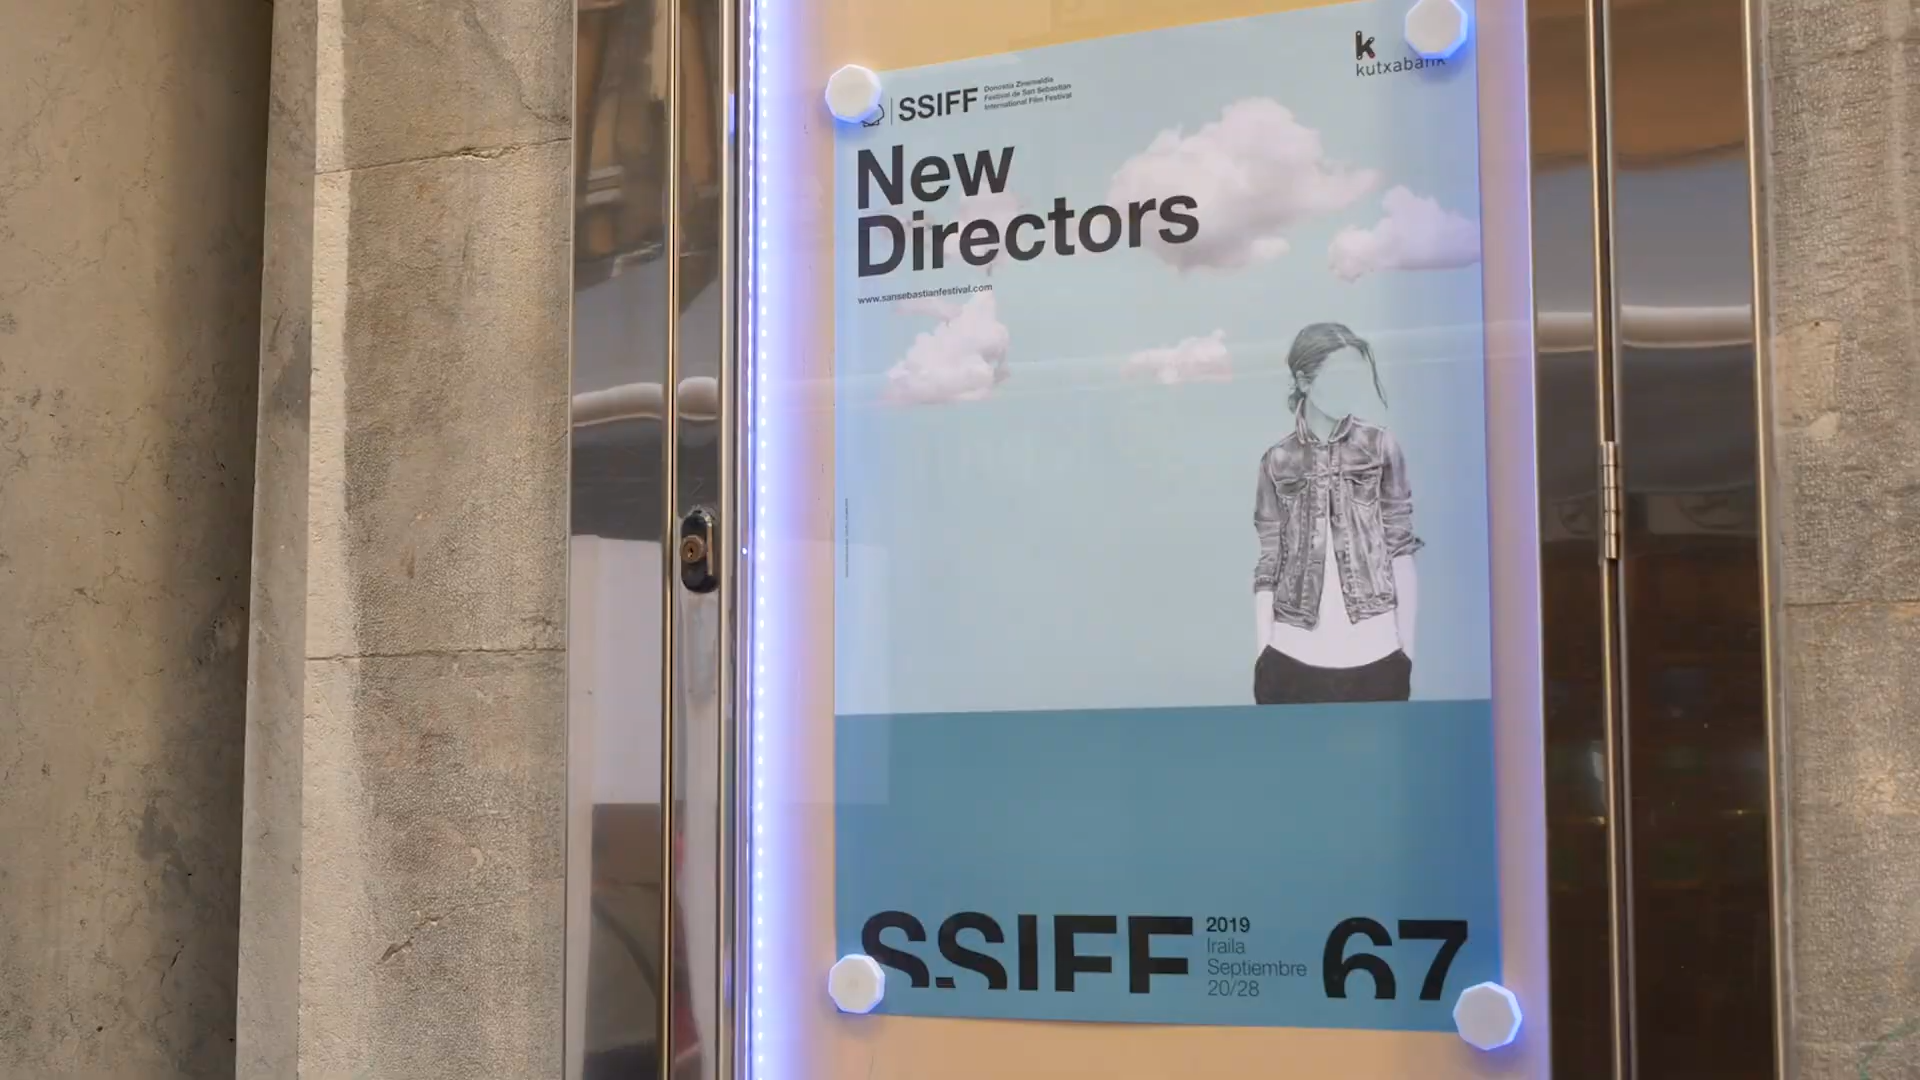 k
kutxabank
SSIFF
Donostia Zinemaldia
Festival de San Sebastián
International Film Festival
New
Directors
www.sansebastianfestival.com
SSIFF
2019
Iraila
Septiembre
20/28
67